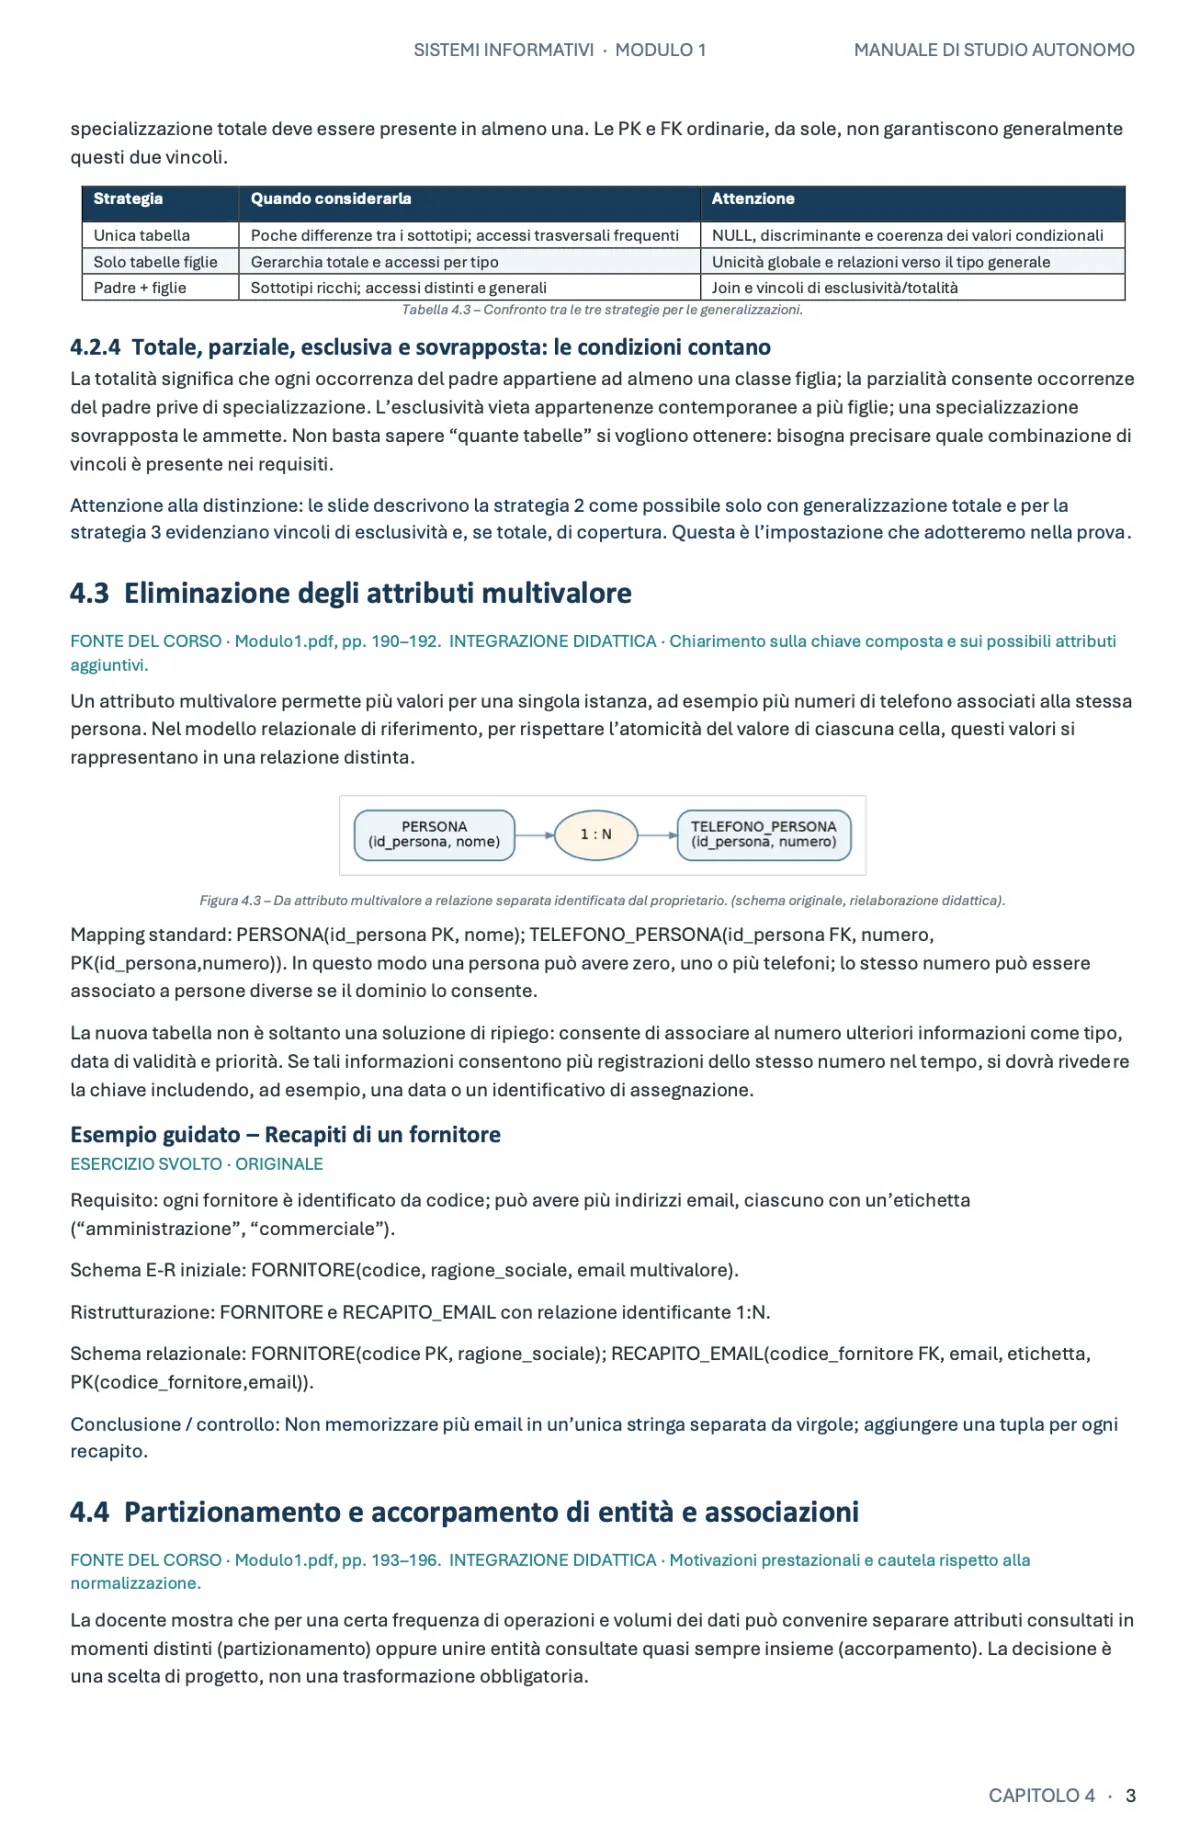 SISTEMI INFORMATIVI · MODULO 1 MANUALE DI STUDIO AUTONOMO
specializzazione totale deve essere presente in almeno una. Le PK e FK ordinarie, da sole, non garantiscono generalmente
questi due vincoli.
Strategia Quando considerarla Attenzione
Unica tabella Poche differenze tra i sottotipi; accessi trasversali frequenti NULL, discriminante e coerenza dei valori condizionali
Solo tabelle figlie Gerarchia totale e accessi per tipo Unicità globale e relazioni verso il tipo generale
Padre + figlie Sottotipi ricchi; accessi distinti e generali Join e vincoli di esclusività/totalità
Tabella 4.3 – Confronto tra le tre strategie per le generalizzazioni.
4.2.4 Totale, parziale, esclusiva e sovrapposta: le condizioni contano
La totalità significa che ogni occorrenza del padre appartiene ad almeno una classe figlia; la parzialità consente occorrenze
del padre prive di specializzazione. L’esclusività vieta appartenenze contemporanee a più figlie; una specializzazione
sovrapposta le ammette. Non basta sapere “quante tabelle” si vogliono ottenere: bisogna precisare quale combinazione di
vincoli è presente nei requisiti.
Attenzione alla distinzione: le slide descrivono la strategia 2 come possibile solo con generalizzazione totale e per la
strategia 3 evidenziano vincoli di esclusività e, se totale, di copertura. Questa è l’impostazione che adotteremo nella prova.
4.3 Eliminazione degli attributi multivalore
FONTE DEL CORSO · Modulo1.pdf, pp. 190–192. INTEGRAZIONE DIDATTICA · Chiarimento sulla chiave composta e sui possibili attributi
aggiuntivi.
Un attributo multivalore permette più valori per una singola istanza, ad esempio più numeri di telefono associati alla stessa
persona. Nel modello relazionale di riferimento, per rispettare l’atomicità del valore di ciascuna cella, questi valori si
rappresentano in una relazione distinta.
PERSONA
(id_persona, nome)
1 : N
TELEFONO_PERSONA
(id_persona, numero)
Figura 4.3 – Da attributo multivalore a relazione separata identificata dal proprietario. (schema originale, rielaborazione didattica).
Mapping standard: PERSONA(id_persona PK, nome); TELEFONO_PERSONA(id_persona FK, numero,
PK(id_persona,numero)). In questo modo una persona può avere zero, uno o più telefoni; lo stesso numero può essere
associato a persone diverse se il dominio lo consente.
La nuova tabella non è soltanto una soluzione di ripiego: consente di associare al numero ulteriori informazioni come tipo,
data di validità e priorità. Se tali informazioni consentono più registrazioni dello stesso numero nel tempo, si dovrà rivedere
la chiave includendo, ad esempio, una data o un identificativo di assegnazione.
Esempio guidato – Recapiti di un fornitore
ESERCIZIO SVOLTO · ORIGINALE
Requisito: ogni fornitore è identificato da codice; può avere più indirizzi email, ciascuno con un’etichetta
(“amministrazione”, “commerciale”).
Schema E-R iniziale: FORNITORE(codice, ragione_sociale, email multivalore).
Ristrutturazione: FORNITORE e RECAPITO_EMAIL con relazione identificante 1:N.
Schema relazionale: FORNITORE(codice PK, ragione_sociale); RECAPITO_EMAIL(codice_fornitore FK, email, etichetta,
PK(codice_fornitore,email)).
Conclusione / controllo: Non memorizzare più email in un’unica stringa separata da virgole; aggiungere una tupla per ogni
recapito.
4.4 Partizionamento e accorpamento di entità e associazioni
FONTE DEL CORSO · Modulo1.pdf, pp. 193–196. INTEGRAZIONE DIDATTICA · Motivazioni prestazionali e cautela rispetto alla
normalizzazione.
La docente mostra che per una certa frequenza di operazioni e volumi dei dati può convenire separare attributi consultati in
momenti distinti (partizionamento) oppure unire entità consultate quasi sempre insieme (accorpamento). La decisione è
una scelta di progetto, non una trasformazione obbligatoria.
CAPITOLO 4 · 3